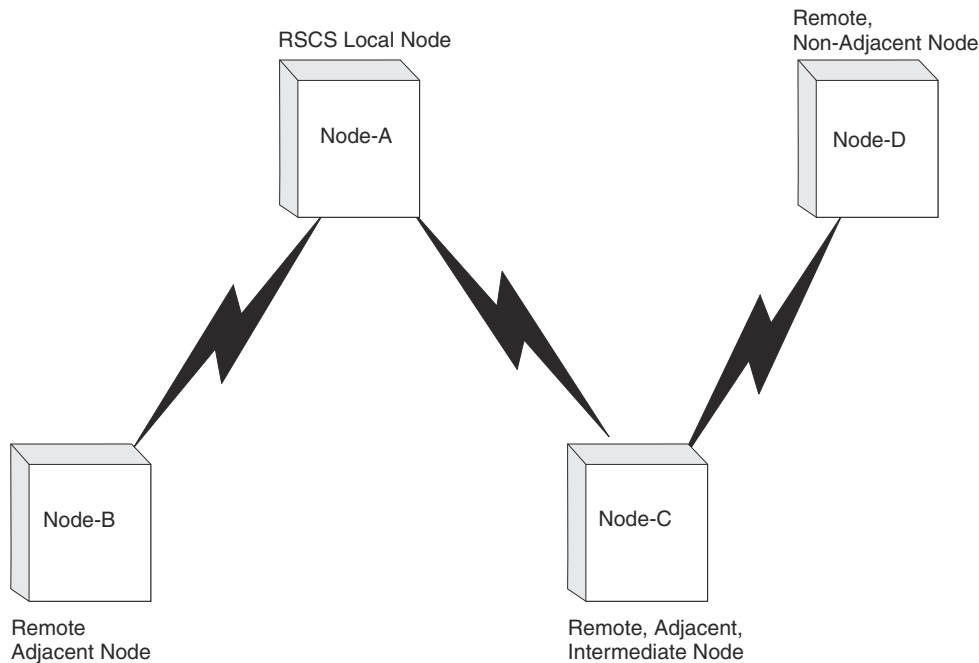 RSCS Local Node
Remote,
Non-Adjacent Node
Node-A
Node-D
Node-B
Node-C
Remote
Adjacent Node
Remote, Adjacent,
Intermediate Node